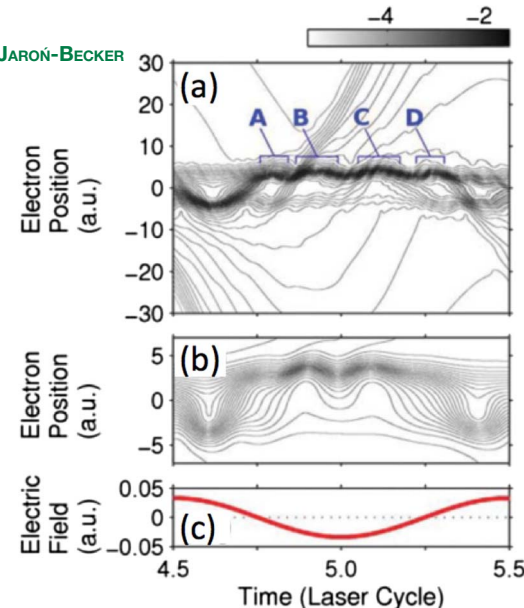 −4 −2
JAROŃ-BECKER
30
(a)
20
A B C D
10
0
−10
−20
−30
Electron
Position
(a.u.)
(b)
5
0
−5
Electron
Position
(a.u.)
0.05
0
−0.05
(c)
Electric
Field
(a.u.)
4.5 5.0 5.5
Time (Laser Cycle)